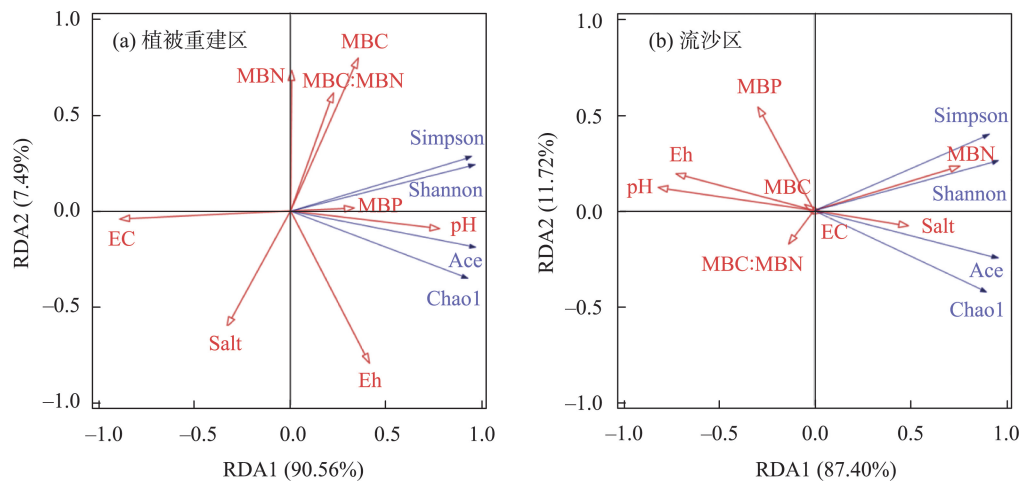 (a) 植被重建区
MBC
MBN
MBC:MBN
Simpson
Shannon
MBP
pH
EC
Ace
Chao1
Salt
Eh
1.0
0.5
0.0
–0.5
–1.0
RDA2 (7.49%)
–1.0
–0.5
0.0
0.5
1.0
RDA1 (90.56%)
(b) 流沙区
MBP
Simpson
Eh
MBN
pH
MBC
Shannon
EC
Salt
MBC:MBN
Ace
Chao1
1.0
0.5
0.0
–0.5
–1.0
RDA2 (11.72%)
–1.0
–0.5
0.0
0.5
1.0
RDA1 (87.40%)